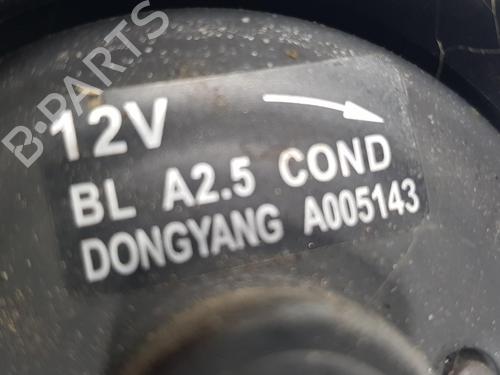 B-PARTS
12V
BL A2.5 COND
DONGYANG A005143